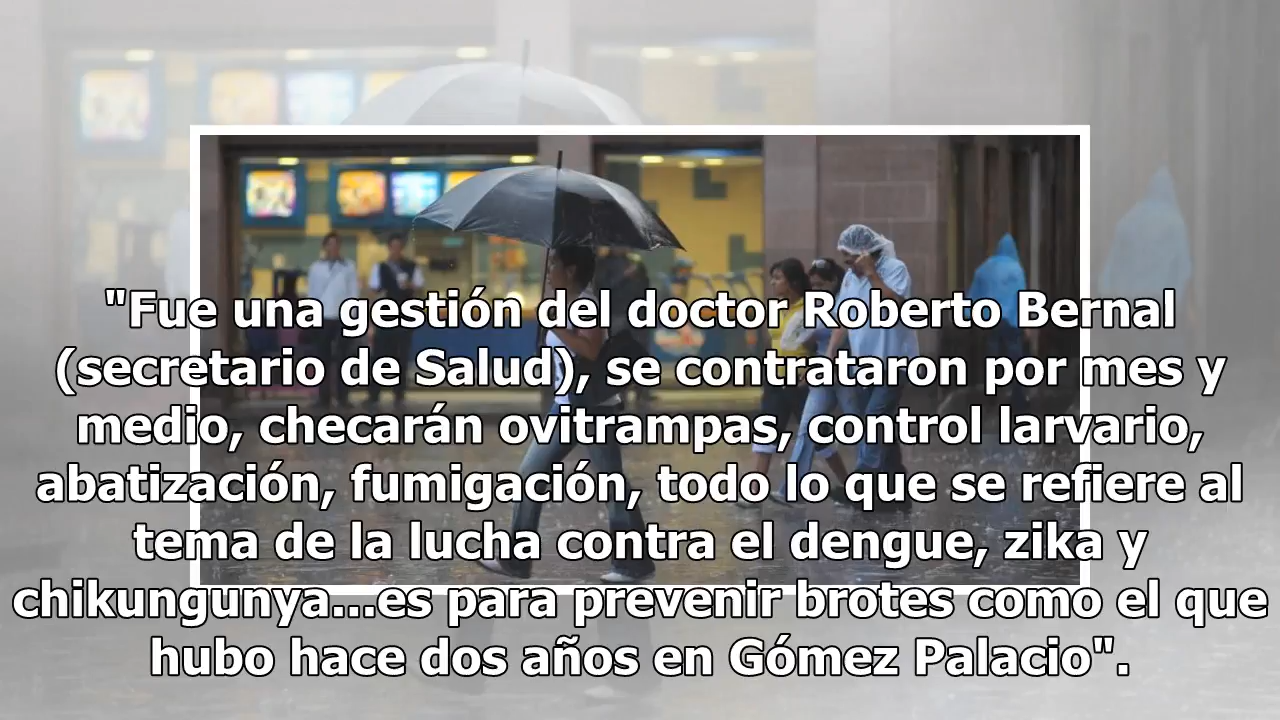 "Fue una gestión del doctor Roberto Bernal
(secretario de Salud), se contrataron por mes y
medio, checarán ovitrampas, control larvario,
abatización, fumigación, todo lo que se refiere al
tema de la lucha contra el dengue, zika y
chikungunya...es para prevenir brotes como el que
hubo hace dos años en Gómez Palacio".